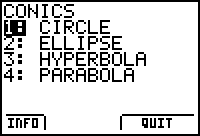 CONICS
1: CIRCLE
2: ELLIPSE
3: HYPERBOLA
4: PARABOLA
INFO QUIT